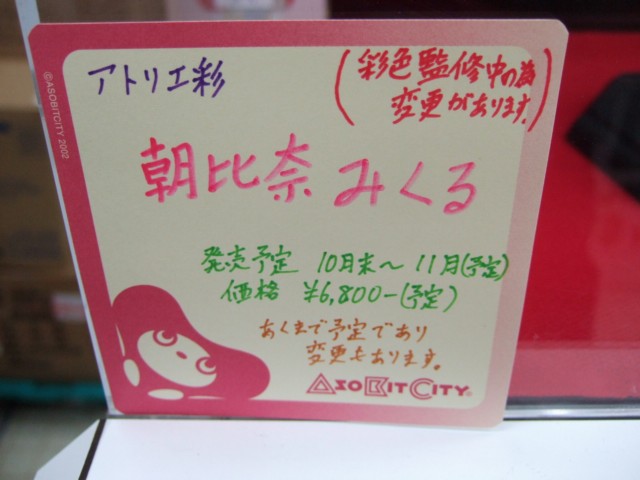 アトリエ彩
(彩色監修中の為
変更があります。)
朝比奈 みくる
発売予定 10月末〜11月(予定)
価格 ¥6,800-(予定)
あくまで予定であり
変更もあります。
ASOBITCITY
©ASOBITCITY 2002